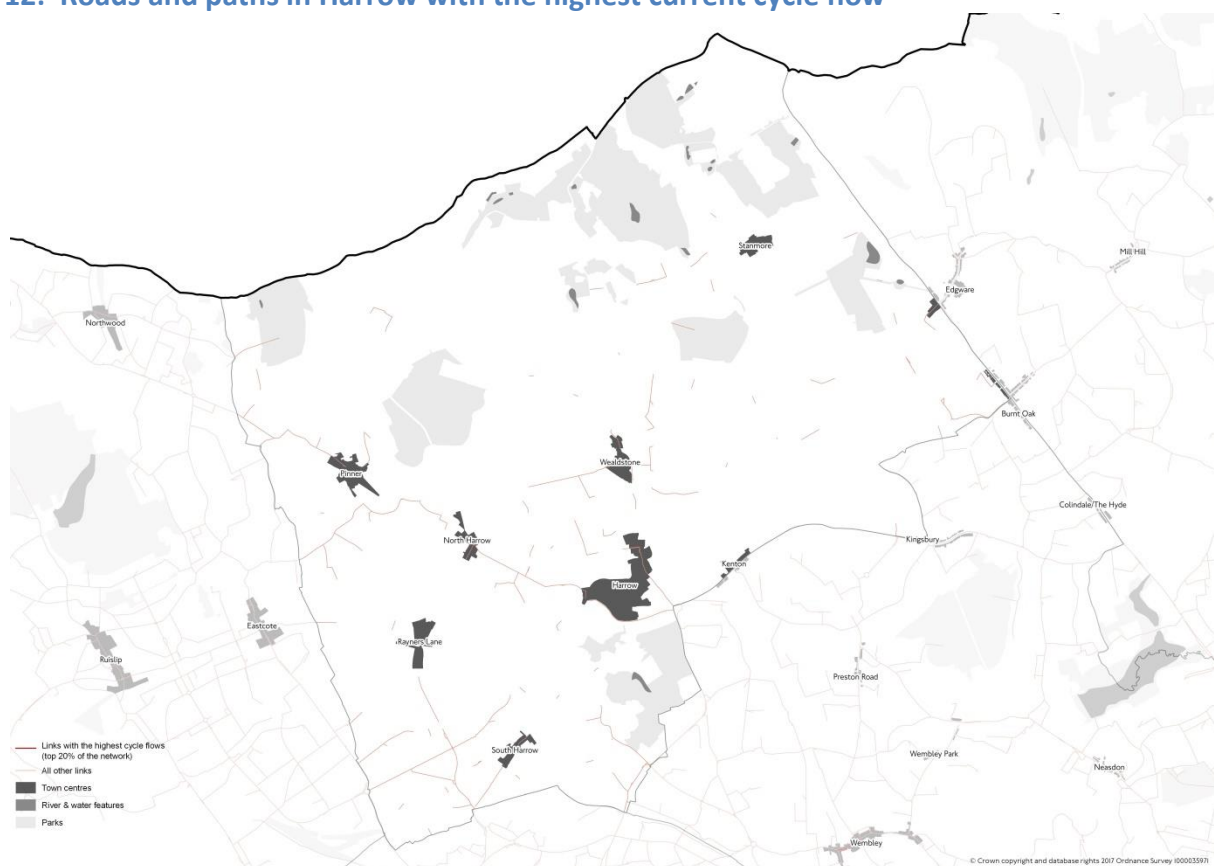 12: Roads and paths in Harrow with the highest current cycle flow
Stanmore
Mill Hill
Edgware
Northwood
Burnt Oak
Pinner
Wealdstone
Colindale/The Hyde
North Harrow
Kingsbury
Kenton
Harrow
Eastcote
Rayners Lane
Ruislip
Preston Road
South Harrow
Wembley Park
Neasdon
Wembley
Links with the highest cycle flows
(top 20% of the network)
All other links
Town centres
River & water features
Parks
© Crown copyright and database rights 2017 Ordnance Survey 100035971